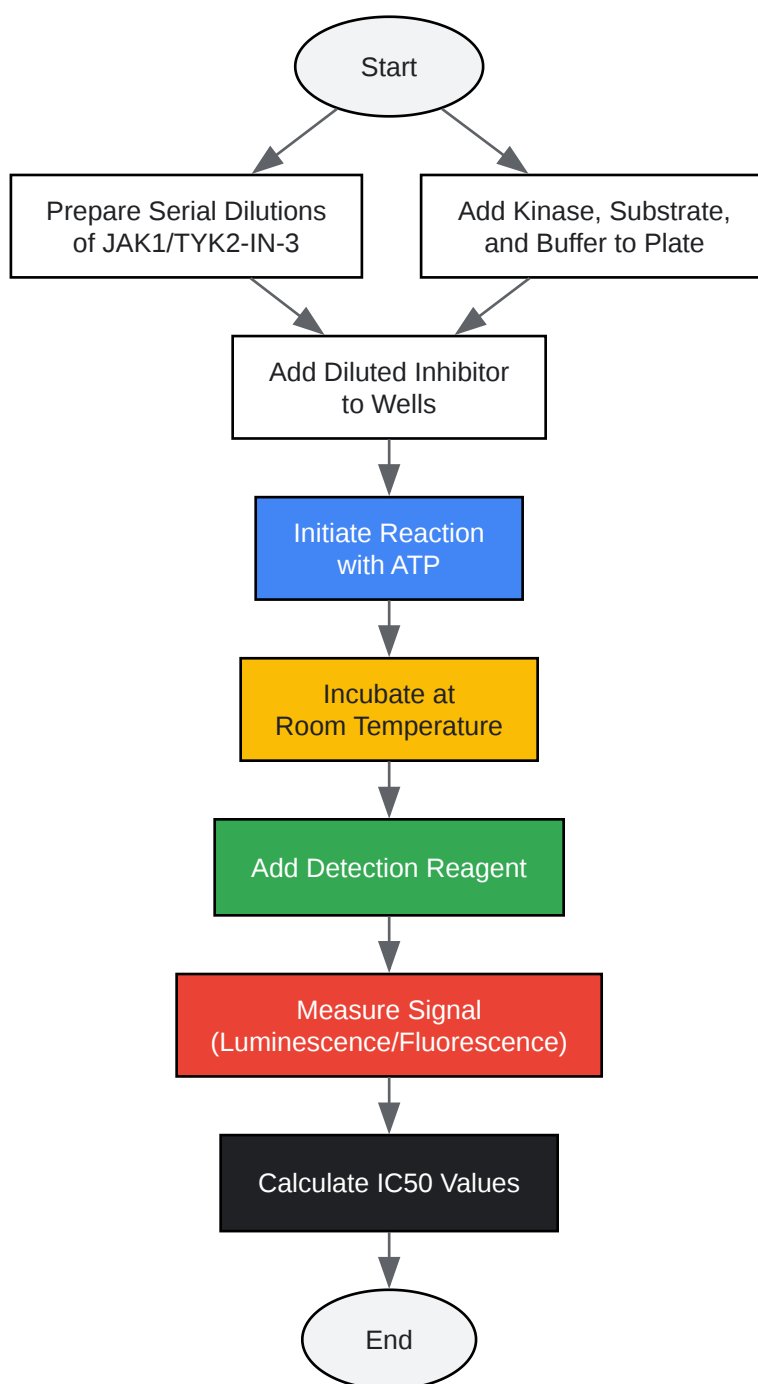 Start
Prepare Serial Dilutions
of JAK1/TYK2-IN-3
Add Kinase, Substrate,
and Buffer to Plate
Add Diluted Inhibitor
to Wells
Initiate Reaction
with ATP
Incubate at
Room Temperature
Add Detection Reagent
Measure Signal
(Luminescence/Fluorescence)
Calculate IC50 Values
End